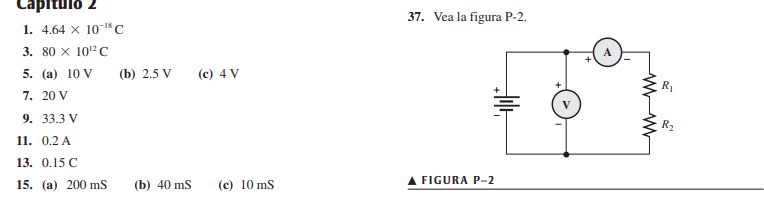 Capítulo 2
1. 4.64 × 10⁻¹⁸ C
3. 80 × 10¹² C
5. (a) 10 V (b) 2.5 V (c) 4 V
7. 20 V
9. 33.3 V
11. 0.2 A
13. 0.15 C
15. (a) 200 mS (b) 40 mS (c) 10 mS
37. Vea la figura P-2.
A
+ −
+
+
V
−
−
R₁
R₂
▲ FIGURA P–2